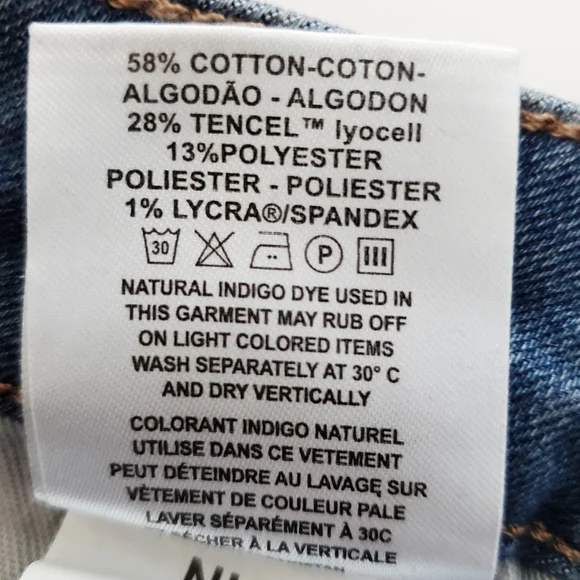 58% COTTON-COTON-
ALGODÃO - ALGODON
28% TENCEL™ lyocell
13%POLYESTER
POLIESTER - POLIESTER
1% LYCRA®/SPANDEX
30 P
NATURAL INDIGO DYE USED IN
THIS GARMENT MAY RUB OFF
ON LIGHT COLORED ITEMS
WASH SEPARATELY AT 30° C
AND DRY VERTICALLY
COLORANT INDIGO NATUREL
UTILISE DANS CE VETEMENT
PEUT DÉTEINDRE AU LAVAGE SUR
VÊTEMENT DE COULEUR PALE
LAVER SÉPARÉMENT À 30C
SÉCHER À LA VERTICALE